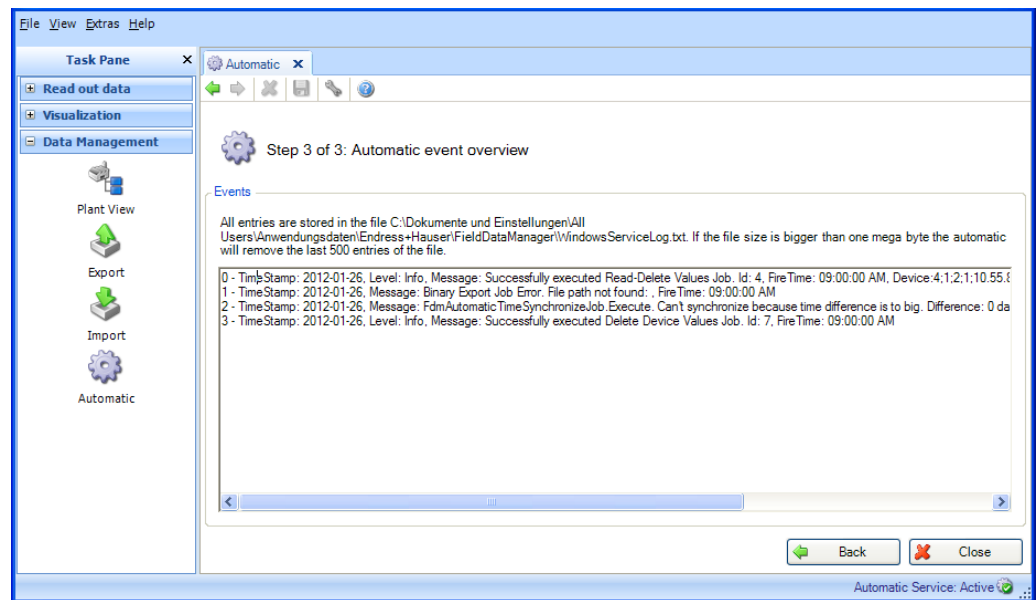 File View Extras Help
Task Pane
Read out data
Visualization
Data Management
Plant View
Export
Import
Automatic
Automatic
Step 3 of 3: Automatic event overview
Events
All entries are stored in the file C:\Dokumente und Einstellungen\All
Users\Anwendungsdaten\Endress+Hauser\FieldDataManager\WindowsServiceLog.txt. If the file size is bigger than one mega byte the automatic
will remove the last 500 entries of the file.
0 - TimeStamp: 2012-01-26, Level: Info, Message: Successfully executed Read-Delete Values Job. Id: 4, FireTime: 09:00:00 AM, Device:4;1;2;1;10.55.8
1 - TimeStamp: 2012-01-26, Message: Binary Export Job Error. File path not found: , FireTime: 09:00:00 AM
2 - TimeStamp: 2012-01-26, Message: FdmAutomaticTimeSynchronizeJob.Execute. Can't synchronize because time difference is to big. Difference: 0 da
3 - TimeStamp: 2012-01-26, Level: Info, Message: Successfully executed Delete Device Values Job. Id: 7, FireTime: 09:00:00 AM
Back
Close
Automatic Service: Active